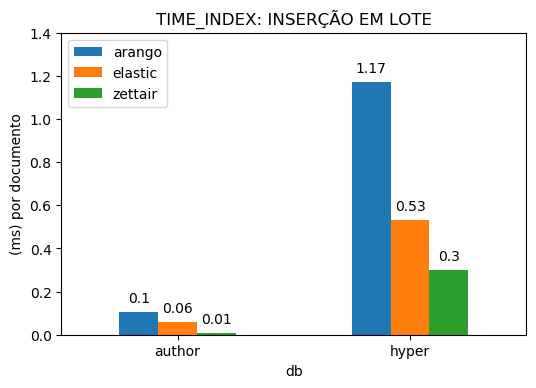 TIME_INDEX: INSERÇÃO EM LOTE
1.4
1.2
1.0
0.8
0.6
0.4
0.2
0.0
(ms) por documento
arango
elastic
zettair
0.1
0.06
0.01
1.17
0.53
0.3
author
hyper
db